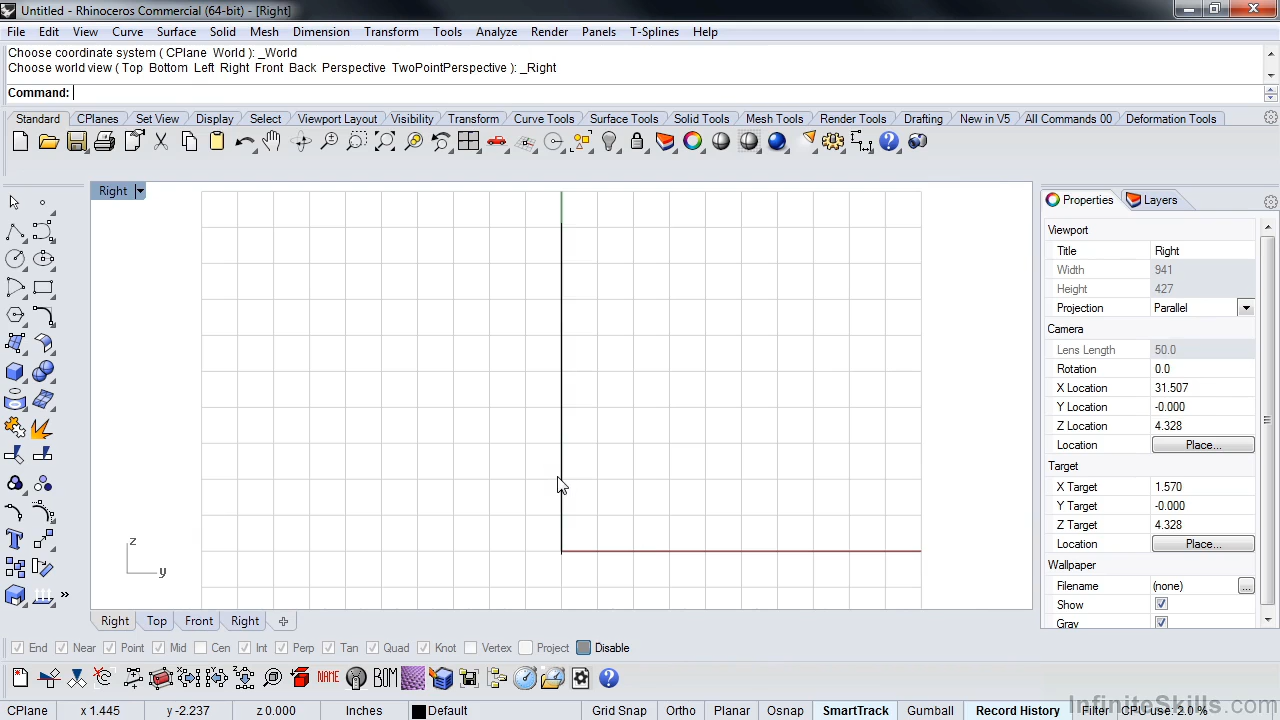 Untitled - Rhinoceros Commercial (64-bit) - [Right]
File Edit View Curve Surface Solid Mesh Dimension Transform Tools Analyze Render Panels T-Splines Help
Choose coordinate system ( CPlane World ): _World
Choose world view ( Top Bottom Left Right Front Back Perspective TwoPointPerspective ): _Right
Command:
Standard CPlanes Set View Display Select Viewport Layout Visibility Transform Curve Tools Surface Tools Solid Tools Mesh Tools Render Tools Drafting New in V5 All Commands 00 Deformation Tools
Right
Properties Layers
Viewport
Title Right
Width 941
Height 427
Projection Parallel
Camera
Lens Length 50.0
Rotation 0.0
X Location 31.507
Y Location -0.000
Z Location 4.328
Location Place...
Target
X Target 1.570
Y Target -0.000
Z Target 4.328
Location Place...
Wallpaper
Filename (none) ...
Show
Gray
z
y
Right Top Front Right
End Near Point Mid Cen Int Perp Tan Quad Knot Vertex Project Disable
NAME BOM
CPlane x 1.445 y -2.237 z 0.000 Inches Default Grid Snap Ortho Planar Osnap SmartTrack Gumball Record History Filter CPU use: 2.0 %
InfiniteSkills.com